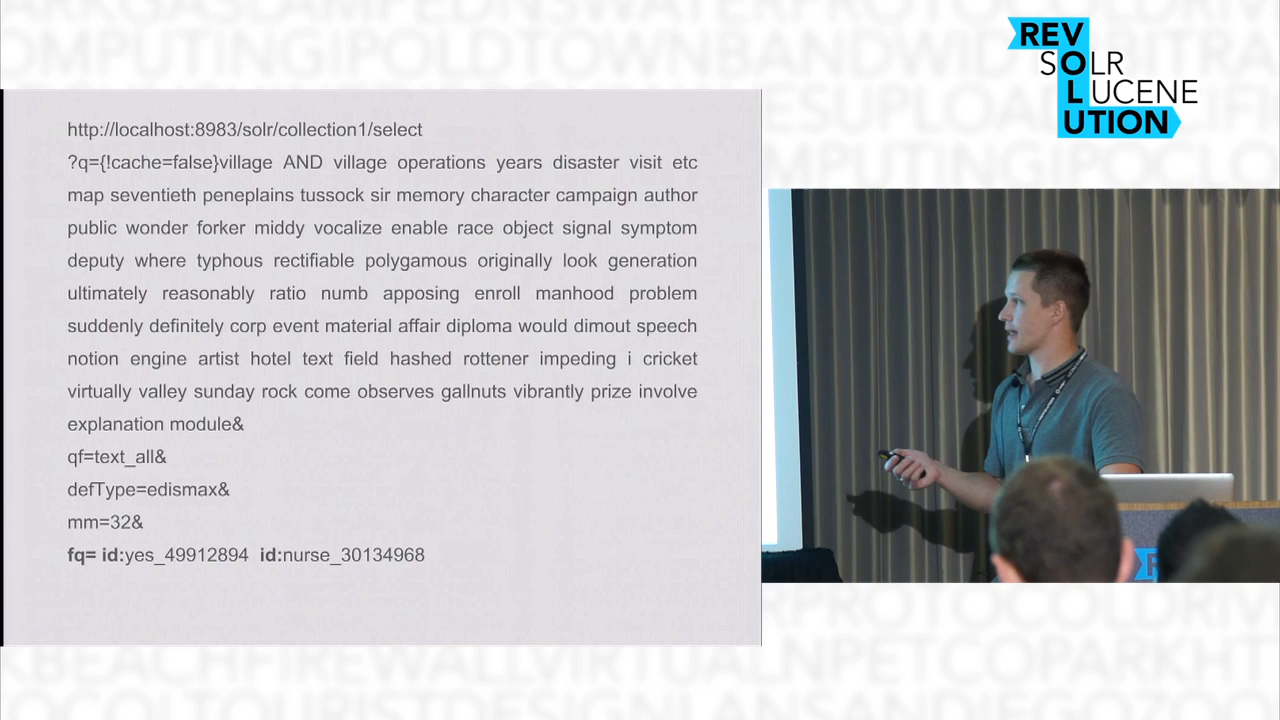 REV
SOLR
LUCENE
UTION
http://localhost:8983/solr/collection1/select
?q={!cache=false}village AND village operations years disaster visit etc
map seventieth peneplains tussock sir memory character campaign author
public wonder forker middy vocalize enable race object signal symptom
deputy where typhous rectifiable polygamous originally look generation
ultimately reasonably ratio numb apposing enroll manhood problem
suddenly definitely corp event material affair diploma would dimout speech
notion engine artist hotel text field hashed rottener impeding i cricket
virtually valley sunday rock come observes gallnuts vibrantly prize involve
explanation module&
qf=text_all&
defType=edismax&
mm=32&
fq= id:yes_49912894 id:nurse_30134968